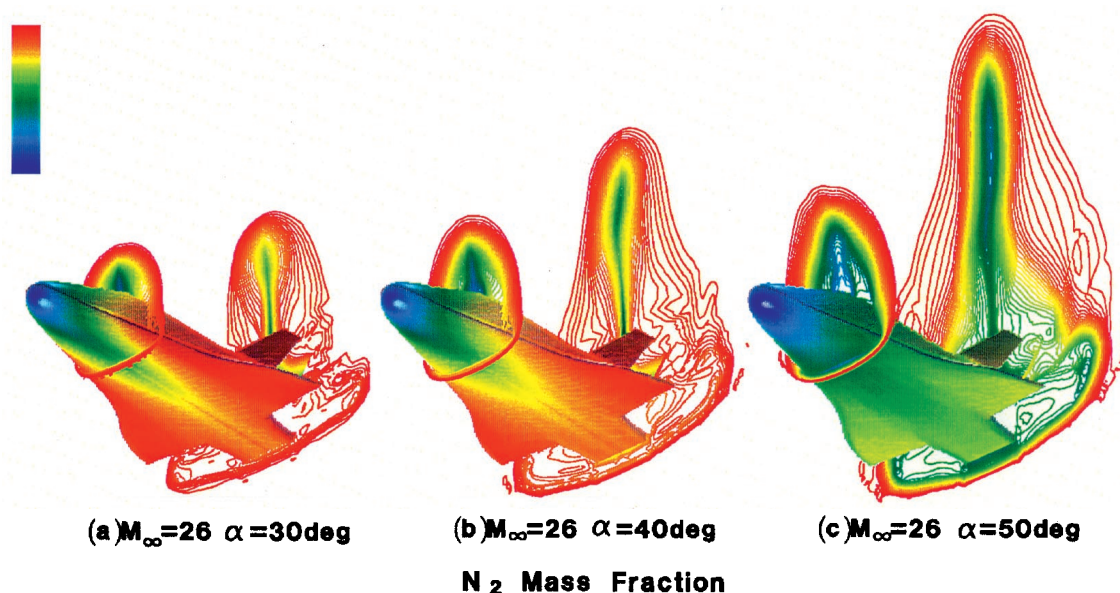 (a)M∞=26 α=30deg
(b)M∞=26 α=40deg
(c)M∞=26 α=50deg
N₂ Mass Fraction